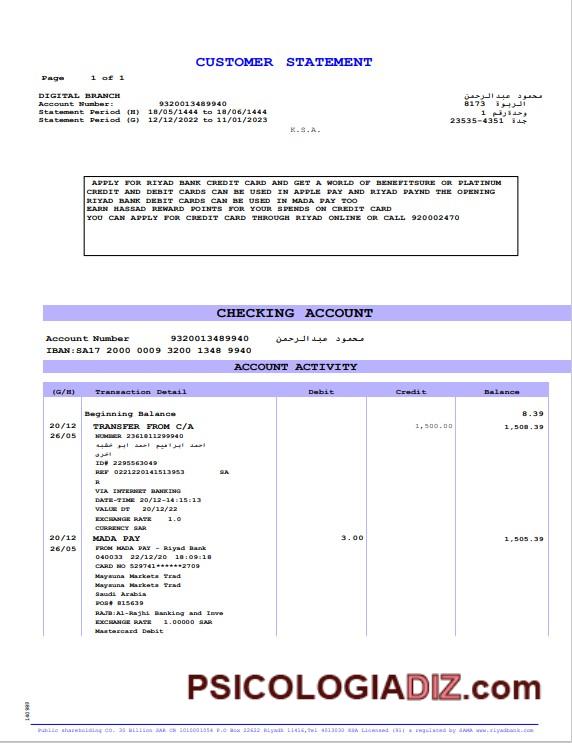 CUSTOMER STATEMENT
Page 1 of 1
DIGITAL BRANCH محمود عبدالرحمن
Account Number: 9320013489940 الربوة 8173
Statement Period (H) 18/05/1444 to 18/06/1444 وحدةرقم 1
Statement Period (G) 12/12/2022 to 11/01/2023 جدة 4351-23535
K.S.A.
APPLY FOR RIYAD BANK CREDIT CARD AND GET A WORLD OF BENEFITSURE OR PLATINUM
CREDIT AND DEBIT CARDS CAN BE USED IN APPLE PAY AND RIYAD PAYND THE OPENING
RIYAD BANK DEBIT CARDS CAN BE USED IN MADA PAY TOO
EARN HASSAD REWARD POINTS FOR YOUR SPENDS ON CREDIT CARD
YOU CAN APPLY FOR CREDIT CARD THROUGH RIYAD ONLINE OR CALL 920002470
CHECKING ACCOUNT
Account Number 9320013489940 محمود عبدالرحمن
IBAN:SA17 2000 0009 3200 1348 9940
ACCOUNT ACTIVITY
(G/H) Transaction Detail Debit Credit Balance
Beginning Balance 8.39
20/12 TRANSFER FROM C/A 1,500.00 1,508.39
26/05 NUMBER 2361811299940
احمد ابراهيم احمد ابو خشبه
اخرى
ID# 2295563049
REF 0221220141513953 SA
R
VIA INTERNET BANKING
DATE-TIME 20/12-14:15:13
VALUE DT 20/12/22
EXCHANGE RATE 1.0
CURRENCY SAR
20/12 MADA PAY 3.00 1,505.39
26/05 FROM MADA PAY - Riyad Bank
040033 22/12/20 18:09:18
CARD NO 529741******2709
Maysuna Markets Trad
Maysuna Markets Trad
Saudi Arabia
POS# 815639
RAJB:Al-Rajhi Banking and Inve
EXCHANGE RATE 1.00000 SAR
Mastercard Debit
PSICOLOGIADIZ.com
Public shareholding CO. 30 Billion SAR CR 1010001054 P.O Box 22622 Riyadh 11416,Tel 4013030 KSA Licensed (91) & regulated by SAMA www.riyadbank.com